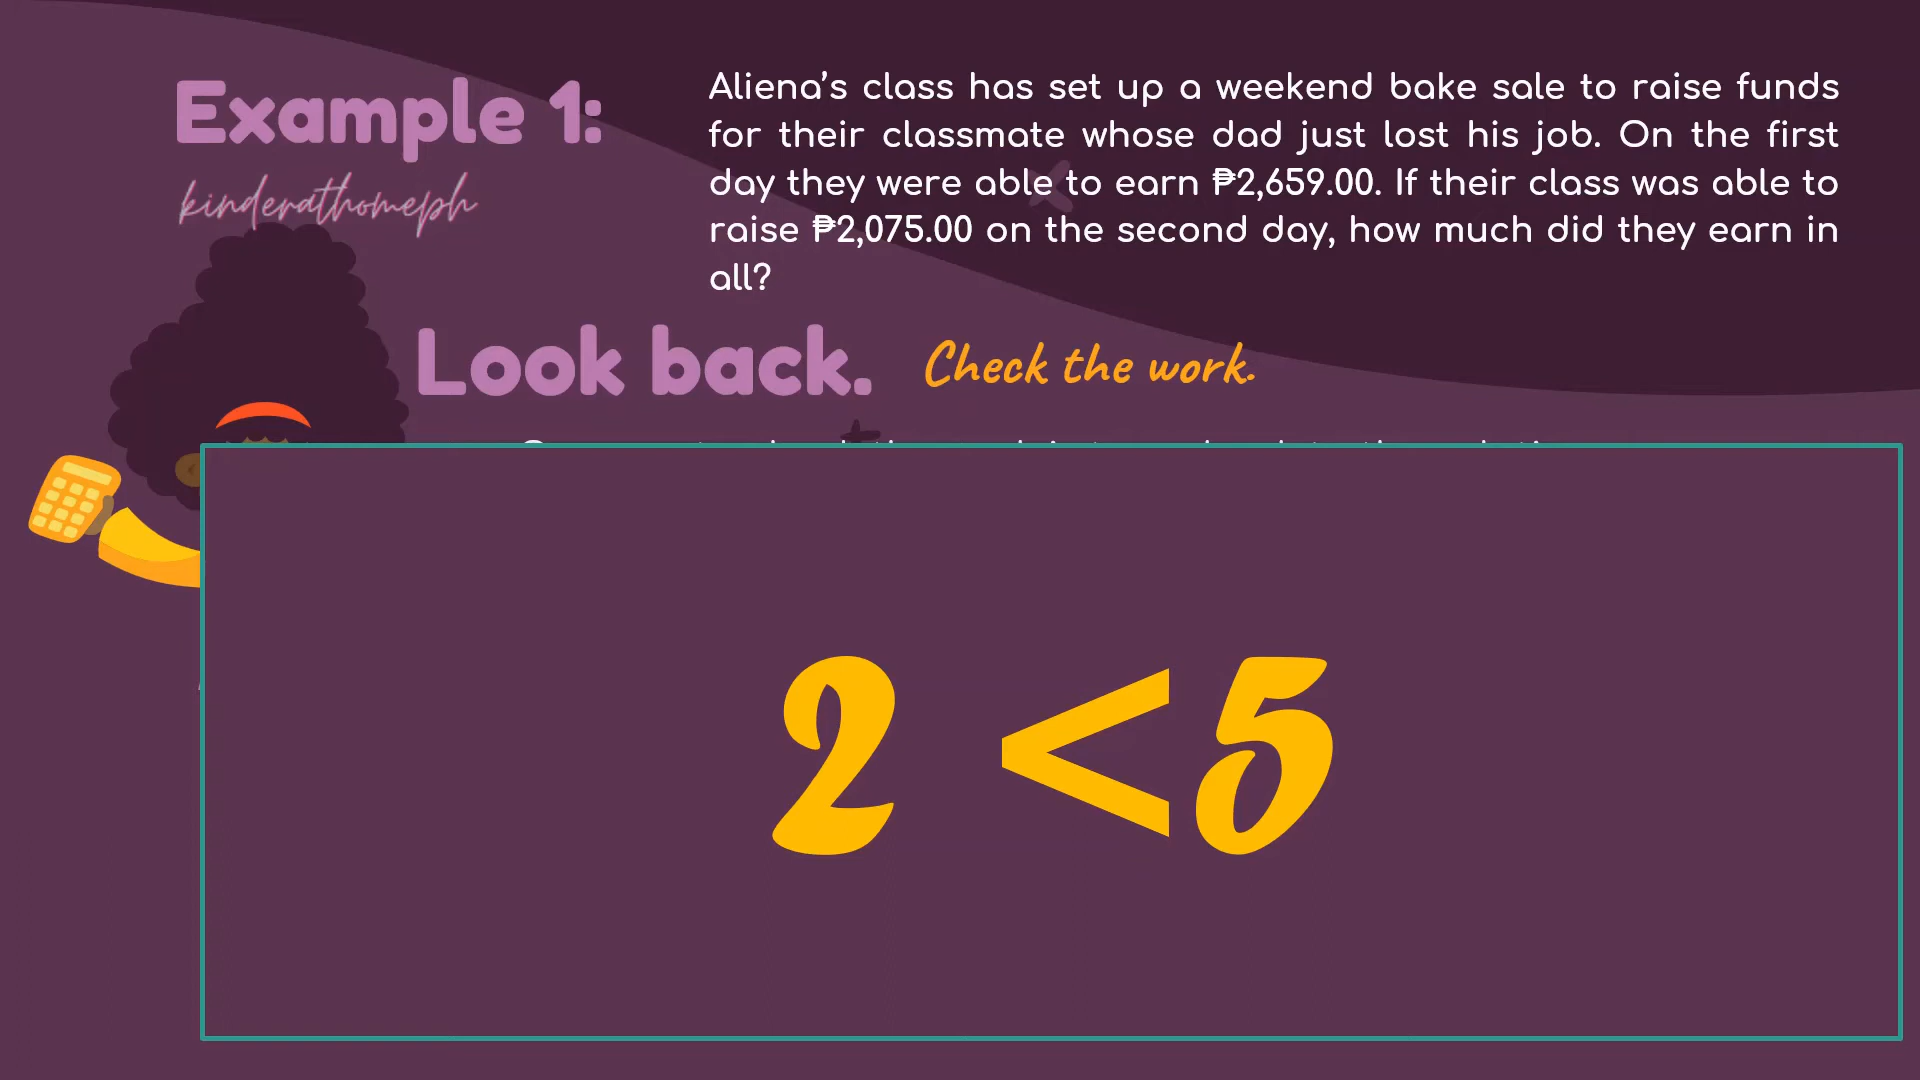 Example 1:
kinderathomeph
Aliena’s class has set up a weekend bake sale to raise funds
for their classmate whose dad just lost his job. On the first
day they were able to earn ₱2,659.00. If their class was able to
raise ₱2,075.00 on the second day, how much did they earn in
all?
Look back. Check the work.
2 < 5